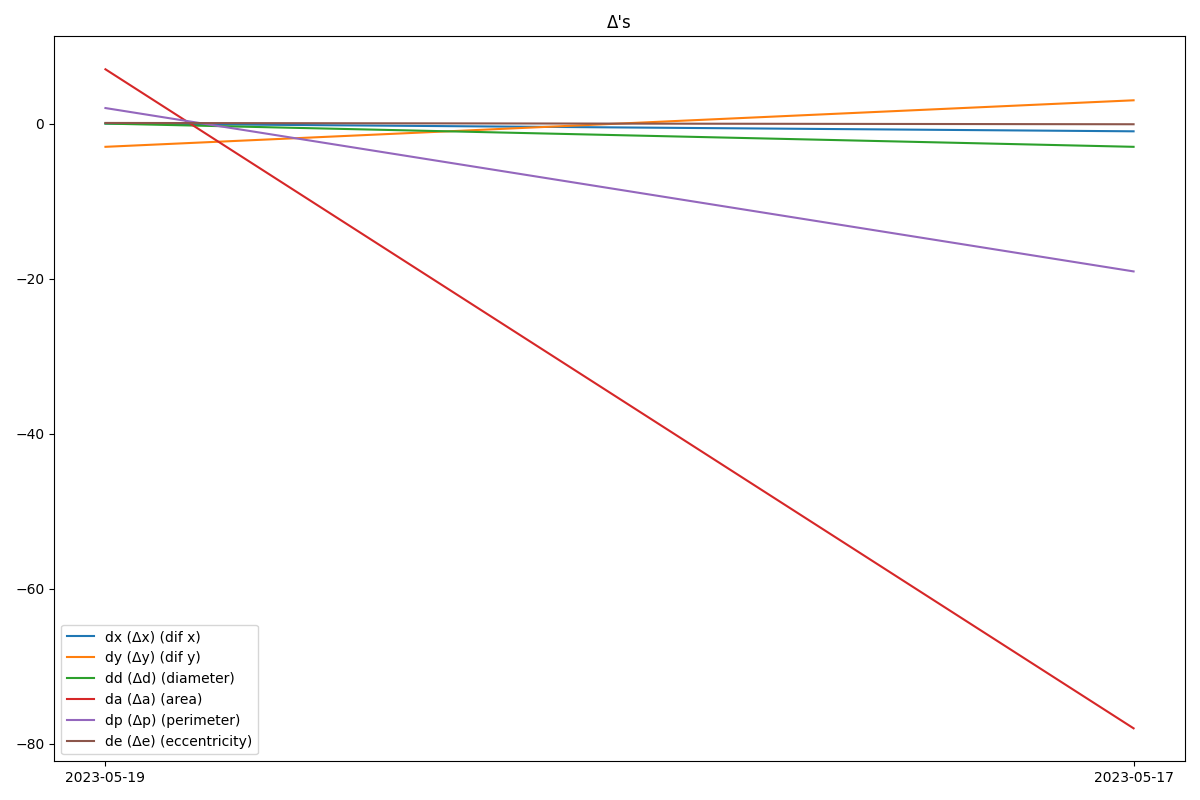 Δ's
0
−20
−40
−60
−80
dx (Δx) (dif x)
dy (Δy) (dif y)
dd (Δd) (diameter)
da (Δa) (area)
dp (Δp) (perimeter)
de (Δe) (eccentricity)
2023-05-19
2023-05-17